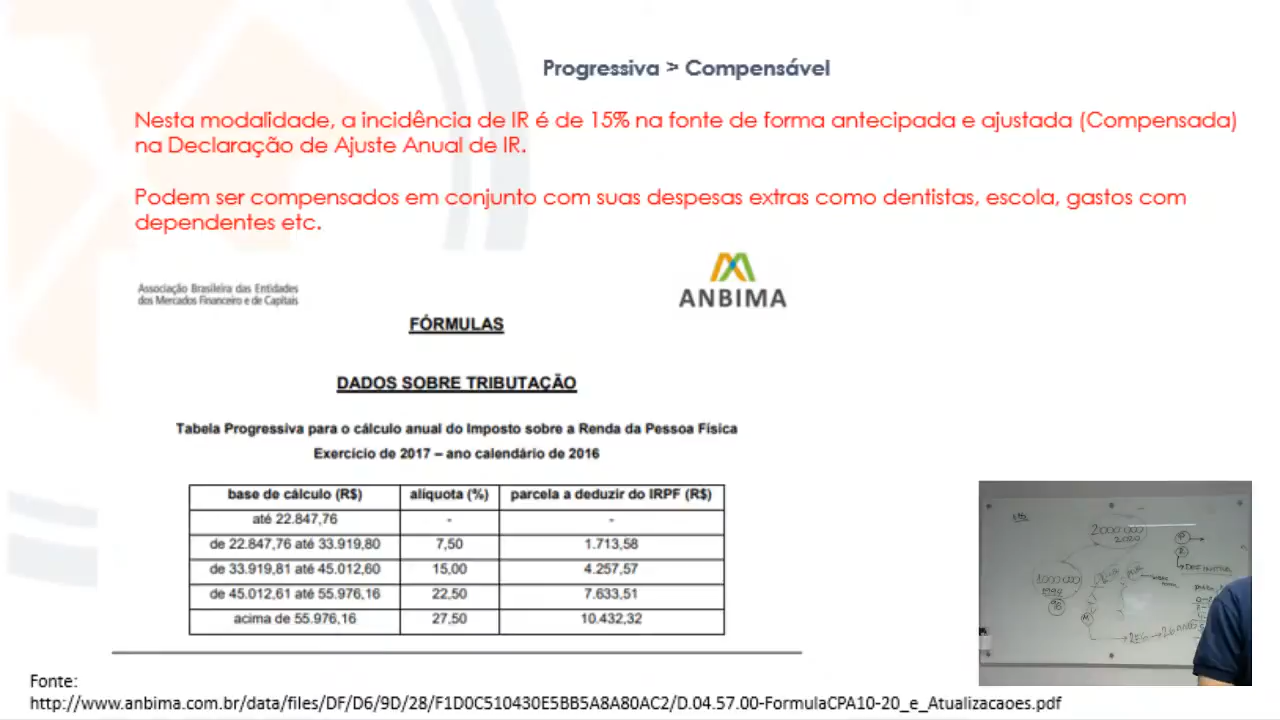 Progressiva > Compensável
Nesta modalidade, a incidência de IR é de 15% na fonte de forma antecipada e ajustada (Compensada)
na Declaração de Ajuste Anual de IR.
Podem ser compensados em conjunto com suas despesas extras como dentistas, escola, gastos com
dependentes etc.
Associação Brasileira das Entidades
dos Mercados Financeiro e de Capitais
ANBIMA
FÓRMULAS
DADOS SOBRE TRIBUTAÇÃO
Tabela Progressiva para o cálculo anual do Imposto sobre a Renda da Pessoa Física
Exercício de 2017 – ano calendário de 2016
base de cálculo (R$) alíquota (%) parcela a deduzir do IRPF (R$)
até 22.847,76 - -
de 22.847,76 até 33.919,80 7,50 1.713,58
de 33.919,81 até 45.012,60 15,00 4.257,57
de 45.012,61 até 55.976,16 22,50 7.633,51
acima de 55.976,16 27,50 10.432,32
2000000
2020
1000000
DEFINITIVA
Fonte:
http://www.anbima.com.br/data/files/DF/D6/9D/28/F1D0C510430E5BB5A8A80AC2/D.04.57.00-FormulaCPA10-20_e_Atualizacaoes.pdf